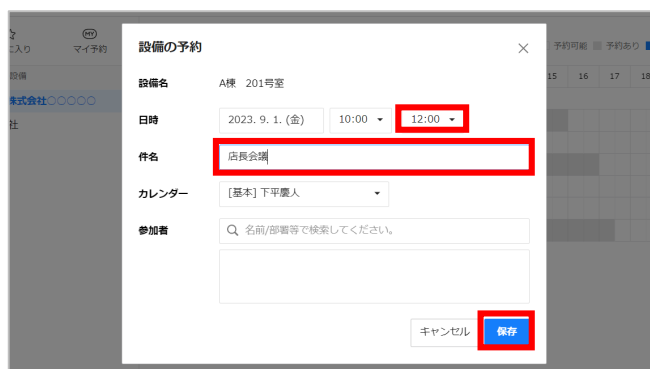 MY
に入り マイ予約
設備の予約
予約可能 予約あり
設備
設備名 A棟 201号室
15 16 17 18
株式会社○○○○○
社
日時 2023. 9. 1. (金) 10:00 12:00
件名 店長会議
カレンダー [基本] 下平慶人
参加者 名前/部署等で検索してください。
キャンセル 保存